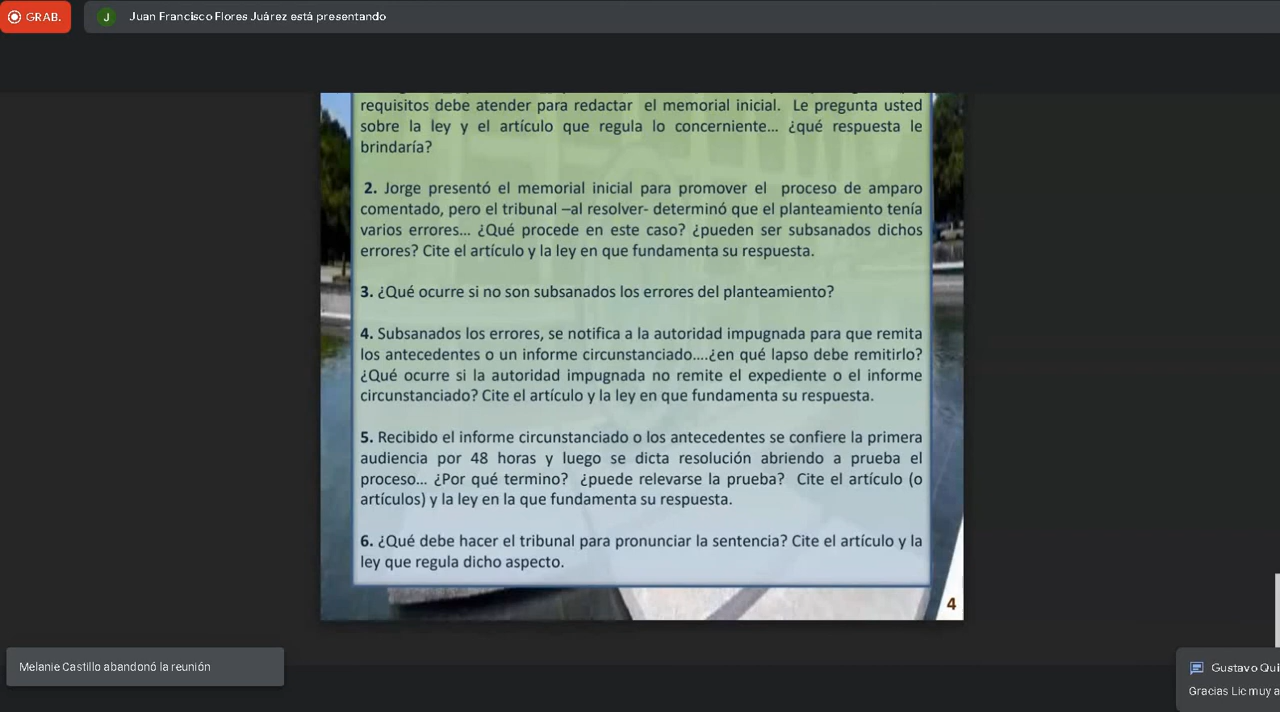 GRAB.
J
Juan Francisco Flores Juárez está presentando
requisitos debe atender para redactar el memorial inicial. Le pregunta usted
sobre la ley y el artículo que regula lo concerniente... ¿qué respuesta le
brindaría?
2. Jorge presentó el memorial inicial para promover el proceso de amparo
comentado, pero el tribunal –al resolver- determinó que el planteamiento tenía
varios errores... ¿Qué procede en este caso? ¿pueden ser subsanados dichos
errores? Cite el artículo y la ley en que fundamenta su respuesta.
3. ¿Qué ocurre si no son subsanados los errores del planteamiento?
4. Subsanados los errores, se notifica a la autoridad impugnada para que remita
los antecedentes o un informe circunstanciado....¿en qué lapso debe remitirlo?
¿Qué ocurre si la autoridad impugnada no remite el expediente o el informe
circunstanciado? Cite el artículo y la ley en que fundamenta su respuesta.
5. Recibido el informe circunstanciado o los antecedentes se confiere la primera
audiencia por 48 horas y luego se dicta resolución abriendo a prueba el
proceso... ¿Por qué termino? ¿puede relevarse la prueba? Cite el artículo (o
artículos) y la ley en la que fundamenta su respuesta.
6. ¿Qué debe hacer el tribunal para pronunciar la sentencia? Cite el artículo y la
ley que regula dicho aspecto.
4
Melanie Castillo abandonó la reunión
Gustavo Qui
Gracias Lic muy a